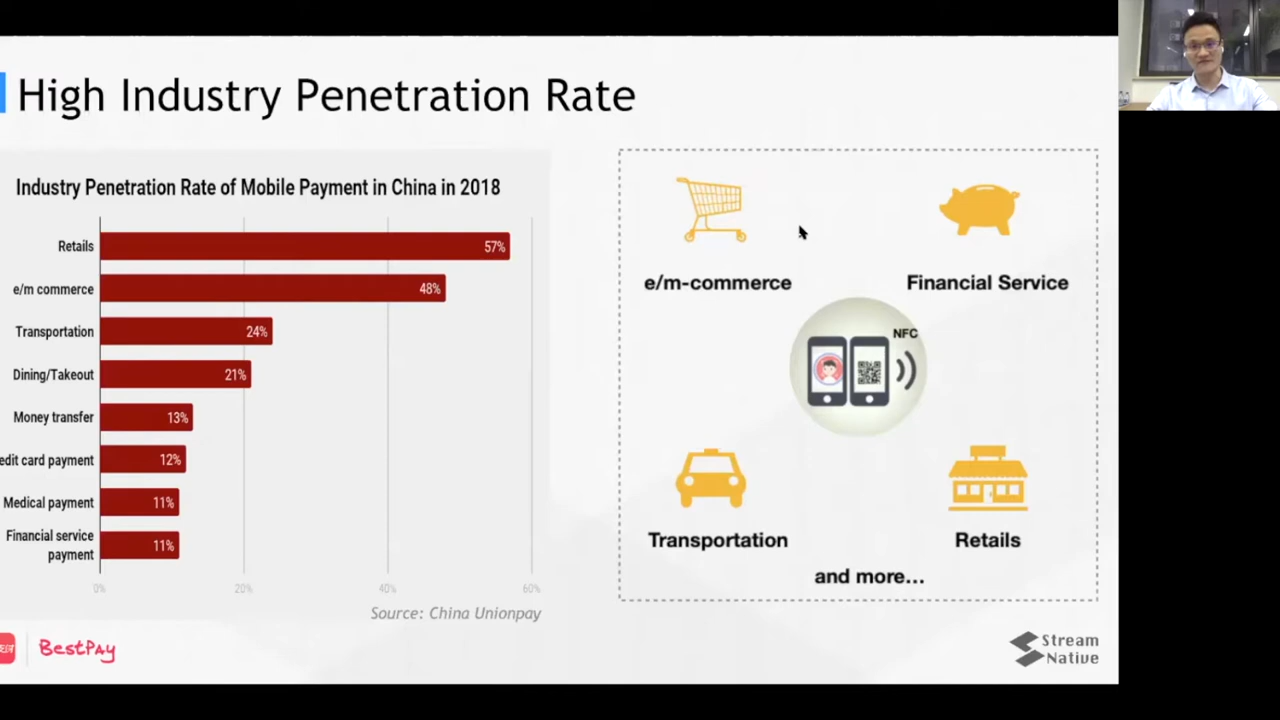 High Industry Penetration Rate
Industry Penetration Rate of Mobile Payment in China in 2018
Retails
57%
e/m commerce
48%
Transportation
24%
Dining/Takeout
21%
Money transfer
13%
edit card payment
12%
Medical payment
11%
Financial service
payment
11%
0%
20%
40%
60%
Source: China Unionpay
e/m-commerce
Financial Service
NFC
Transportation
Retails
and more...
BestPay
Stream
Native